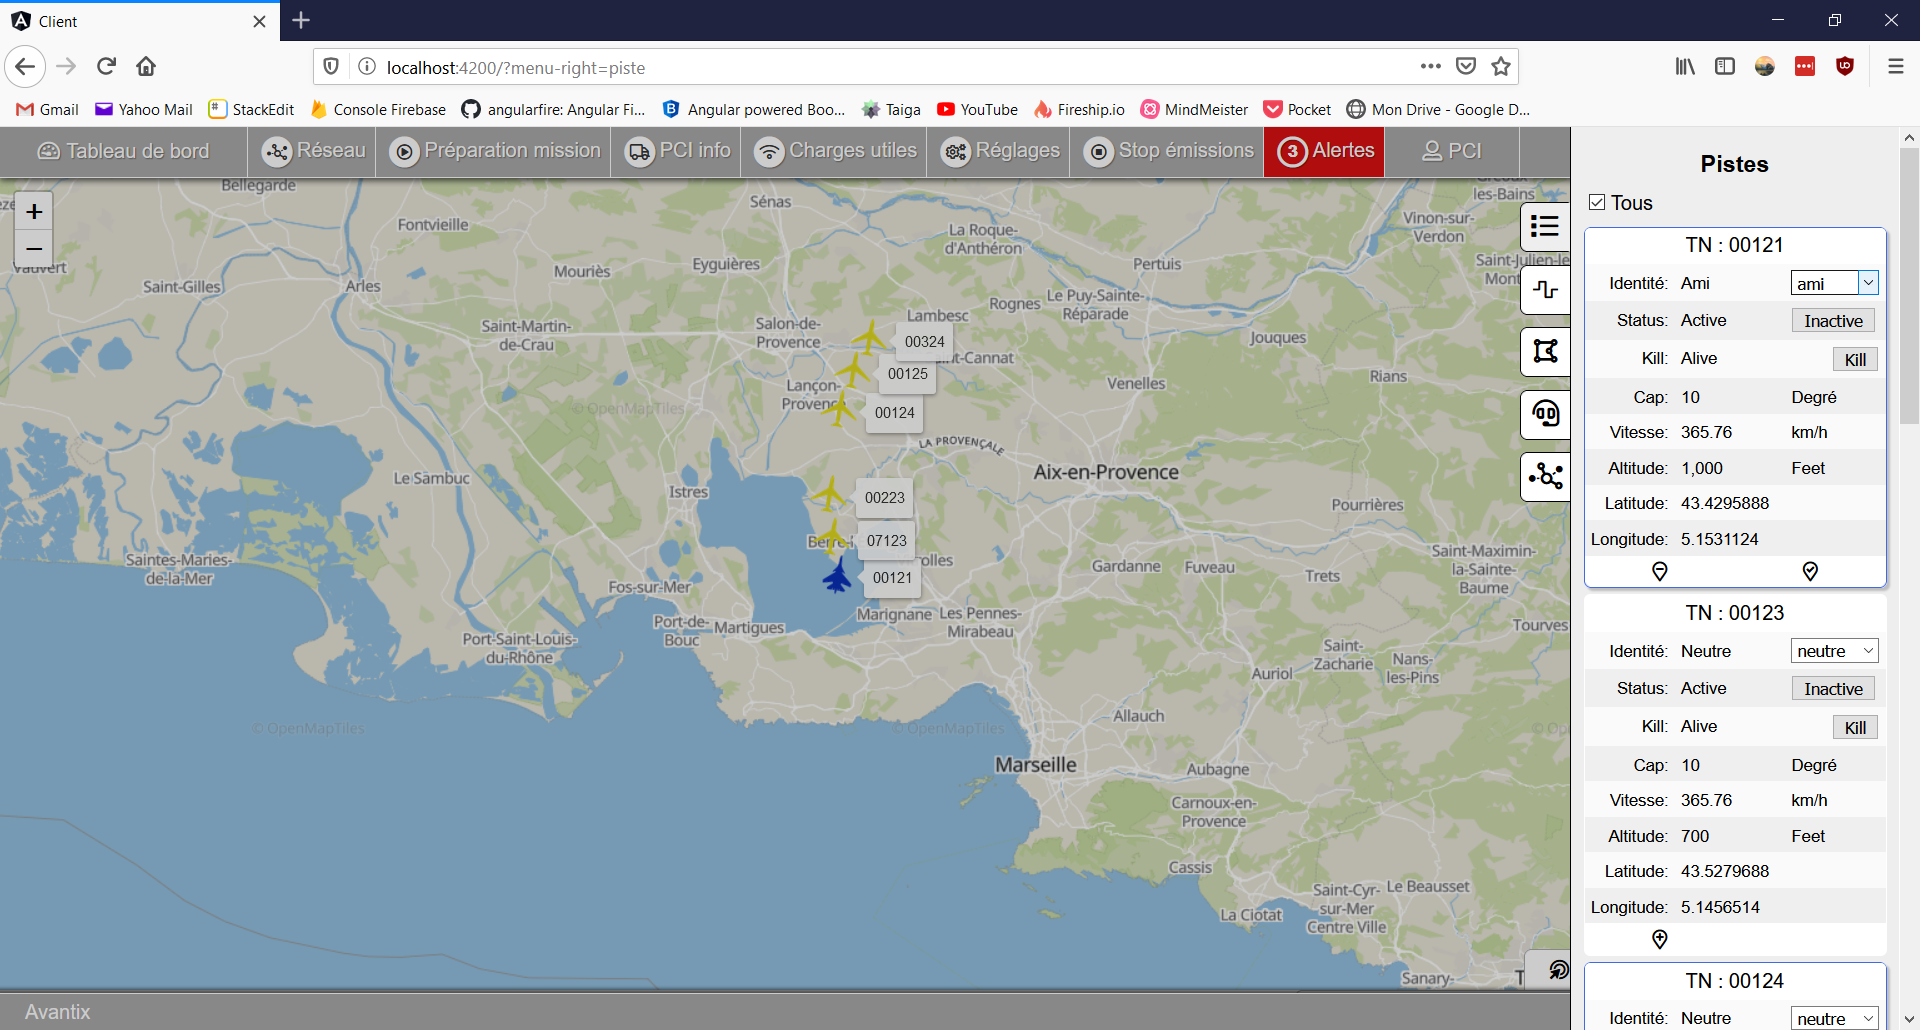 Client
localhost:4200/?menu-right=piste
Gmail
Yahoo Mail
StackEdit
Console Firebase
angularfire: Angular Fi...
Angular powered Boo...
Taiga
YouTube
Fireship.io
MindMeister
Pocket
Mon Drive - Google D...
Tableau de bord
Réseau
Préparation mission
PCI info
Charges utiles
Réglages
Stop émissions
3 Alertes
PCI
+
−
Bellegarde
Fontvieille
Saint-Gilles
Arles
Mouriès
Eyguières
Sénas
La Roque-
d'Anthéron
Pertuis
Vinon-sur-
Verdon
les-Bains
Saint-Martin-
de-Crau
Salon-de-
Provence
Lambesc
Rognes
Le Puy-Sainte-
Réparade
Jouques
Rians
Venelles
Lançon-
Provence
© OpenMapTiles
LA PROVENÇALE
Aix-en-Provence
Le Sambuc
Istres
Pourrières
Saintes-Maries-
de-la-Mer
Fos-sur-Mer
Gardanne
Fuveau
Trets
Saint-Maximin-
la-Sainte-
Baume
Marignane
Les Pennes-
Mirabeau
Port-de-
Bouc
Martigues
Port-Saint-Louis-
du-Rhône
Saint-
Zacharie
Nans-
les-Pins
Tourves
Auriol
Allauch
© OpenMapTiles
© OpenMapTiles
Marseille
Aubagne
Carnoux-en-
Provence
Cassis
La Ciotat
Saint-Cyr-
sur-Mer
Centre Ville
Le Beausset
Sanary-
00324
00125
00124
00223
07123
00121
Avantix
Pistes
Tous
TN : 00121
Identité: Ami ami
Status: Active Inactive
Kill: Alive Kill
Cap: 10 Degré
Vitesse: 365.76 km/h
Altitude: 1,000 Feet
Latitude: 43.4295888
Longitude: 5.1531124
TN : 00123
Identité: Neutre neutre
Status: Active Inactive
Kill: Alive Kill
Cap: 10 Degré
Vitesse: 365.76 km/h
Altitude: 700 Feet
Latitude: 43.5279688
Longitude: 5.1456514
TN : 00124
Identité: Neutre neutre